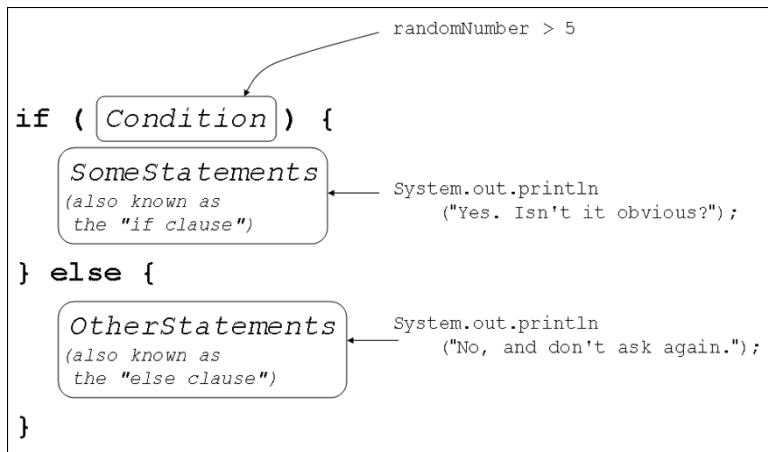 randomNumber > 5
if ( Condition ) {
SomeStatements
(also known as
the "if clause")
System.out.println
("Yes. Isn't it obvious?");
} else {
OtherStatements
(also known as
the "else clause")
System.out.println
("No, and don't ask again.");
}